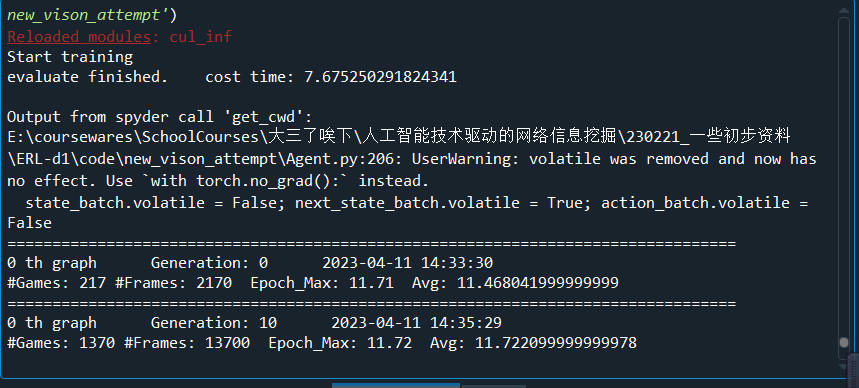 new_vison_attempt')
Reloaded modules: cul_inf
Start training
evaluate finished.    cost time: 7.675250291824341
Output from spyder call 'get_cwd':
E:\coursewares\SchoolCourses\大三了唉下\人工智能技术驱动的网络信息挖掘\230221_一些初步资料
\ERL-d1\code\new_vison_attempt\Agent.py:206: UserWarning: volatile was removed and now has
no effect. Use `with torch.no_grad():` instead.
  state_batch.volatile = False; next_state_batch.volatile = True; action_batch.volatile =
False
=================================================================================
0 th graph      Generation: 0      2023-04-11 14:33:30
#Games: 217 #Frames: 2170  Epoch_Max: 11.71  Avg: 11.468041999999999
=================================================================================
0 th graph      Generation: 10      2023-04-11 14:35:29
#Games: 1370 #Frames: 13700  Epoch_Max: 11.72  Avg: 11.722099999999978